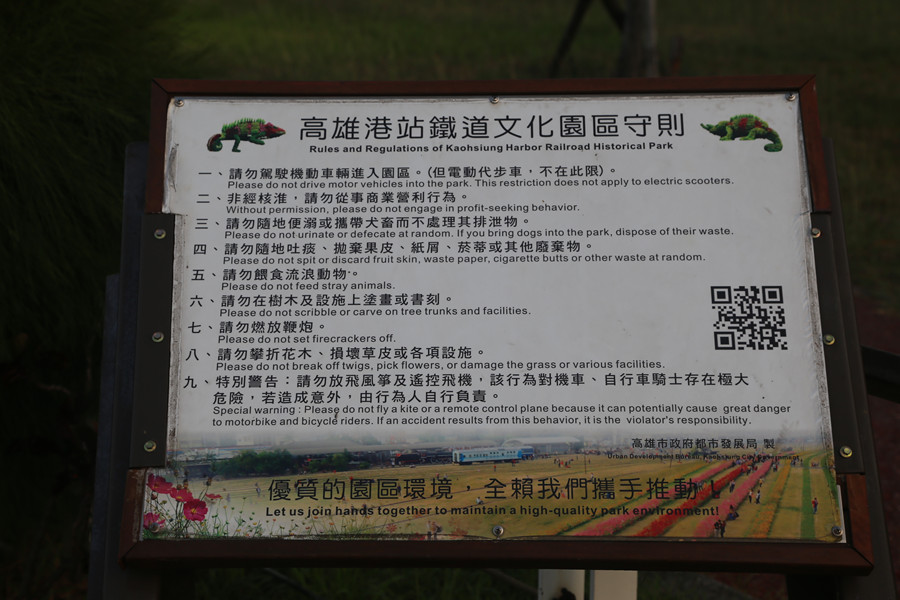 高雄港站鐵道文化園區守則
Rules and Regulations of Kaohsiung Harbor Railroad Historical Park
一、請勿駕駛機動車輛進入園區。(但電動代步車，不在此限)。
Please do not drive motor vehicles into the park. This restriction does not apply to electric scooters.
二、非經核准，請勿從事商業營利行為。
Without permission, please do not engage in profit-seeking behavior.
三、請勿隨地便溺或攜帶犬畜而不處理其排泄物。
Please do not urinate or defecate at random. If you bring dogs into the park, dispose of their waste.
四、請勿隨地吐痰、拋棄果皮、紙屑、菸蒂或其他廢棄物。
Please do not spit or discard fruit skin, waste paper, cigarette butts or other waste at random.
五、請勿餵食流浪動物。
Please do not feed stray animals.
六、請勿在樹木及設施上塗畫或書刻。
Please do not scribble or carve on tree trunks and facilities.
七、請勿燃放鞭炮。
Please do not set firecrackers off.
八、請勿攀折花木、損壞草皮或各項設施。
Please do not break off twigs, pick flowers, or damage the grass or various facilities.
九、特別警告：請勿放飛風箏及遙控飛機，該行為對機車、自行車騎士存在極大
危險，若造成意外，由行為人自行負責。
Special warning : Please do not fly a kite or a remote control plane because it can potentially cause great danger
to motorbike and bicycle riders. If an accident results from this behavior, it is the violator's responsibility.
高雄市政府都市發展局 製
Urban Development Bureau, Kaohsiung City Government
優質的園區環境，全賴我們攜手推動！
Let us join hands together to maintain a high-quality park environment!